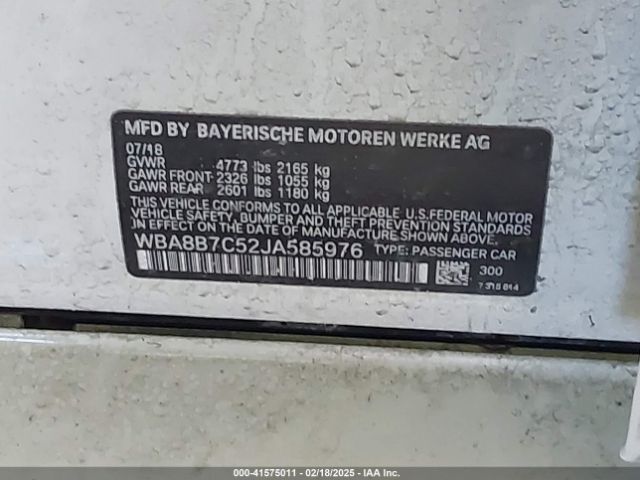 MFD BY BAYERISCHE MOTOREN WERKE AG
07/18
GVWR 4773 lbs 2165 kg
GAWR FRONT 2326 lbs 1055 kg
GAWR REAR 2601 lbs 1180 kg
THIS VEHICLE CONFORMS TO ALL APPLICABLE U.S.FEDERAL MOTOR
VEHICLE SAFETY, BUMPER AND THEFT PREVENTION STANDARDS
IN EFFECT ON THE DATE OF MANUFACTURE SHOWN ABOVE
WBA8B7C52JA585976 TYPE: PASSENGER CAR
300
000-41575011 - 02/18/2025 - IAA Inc.